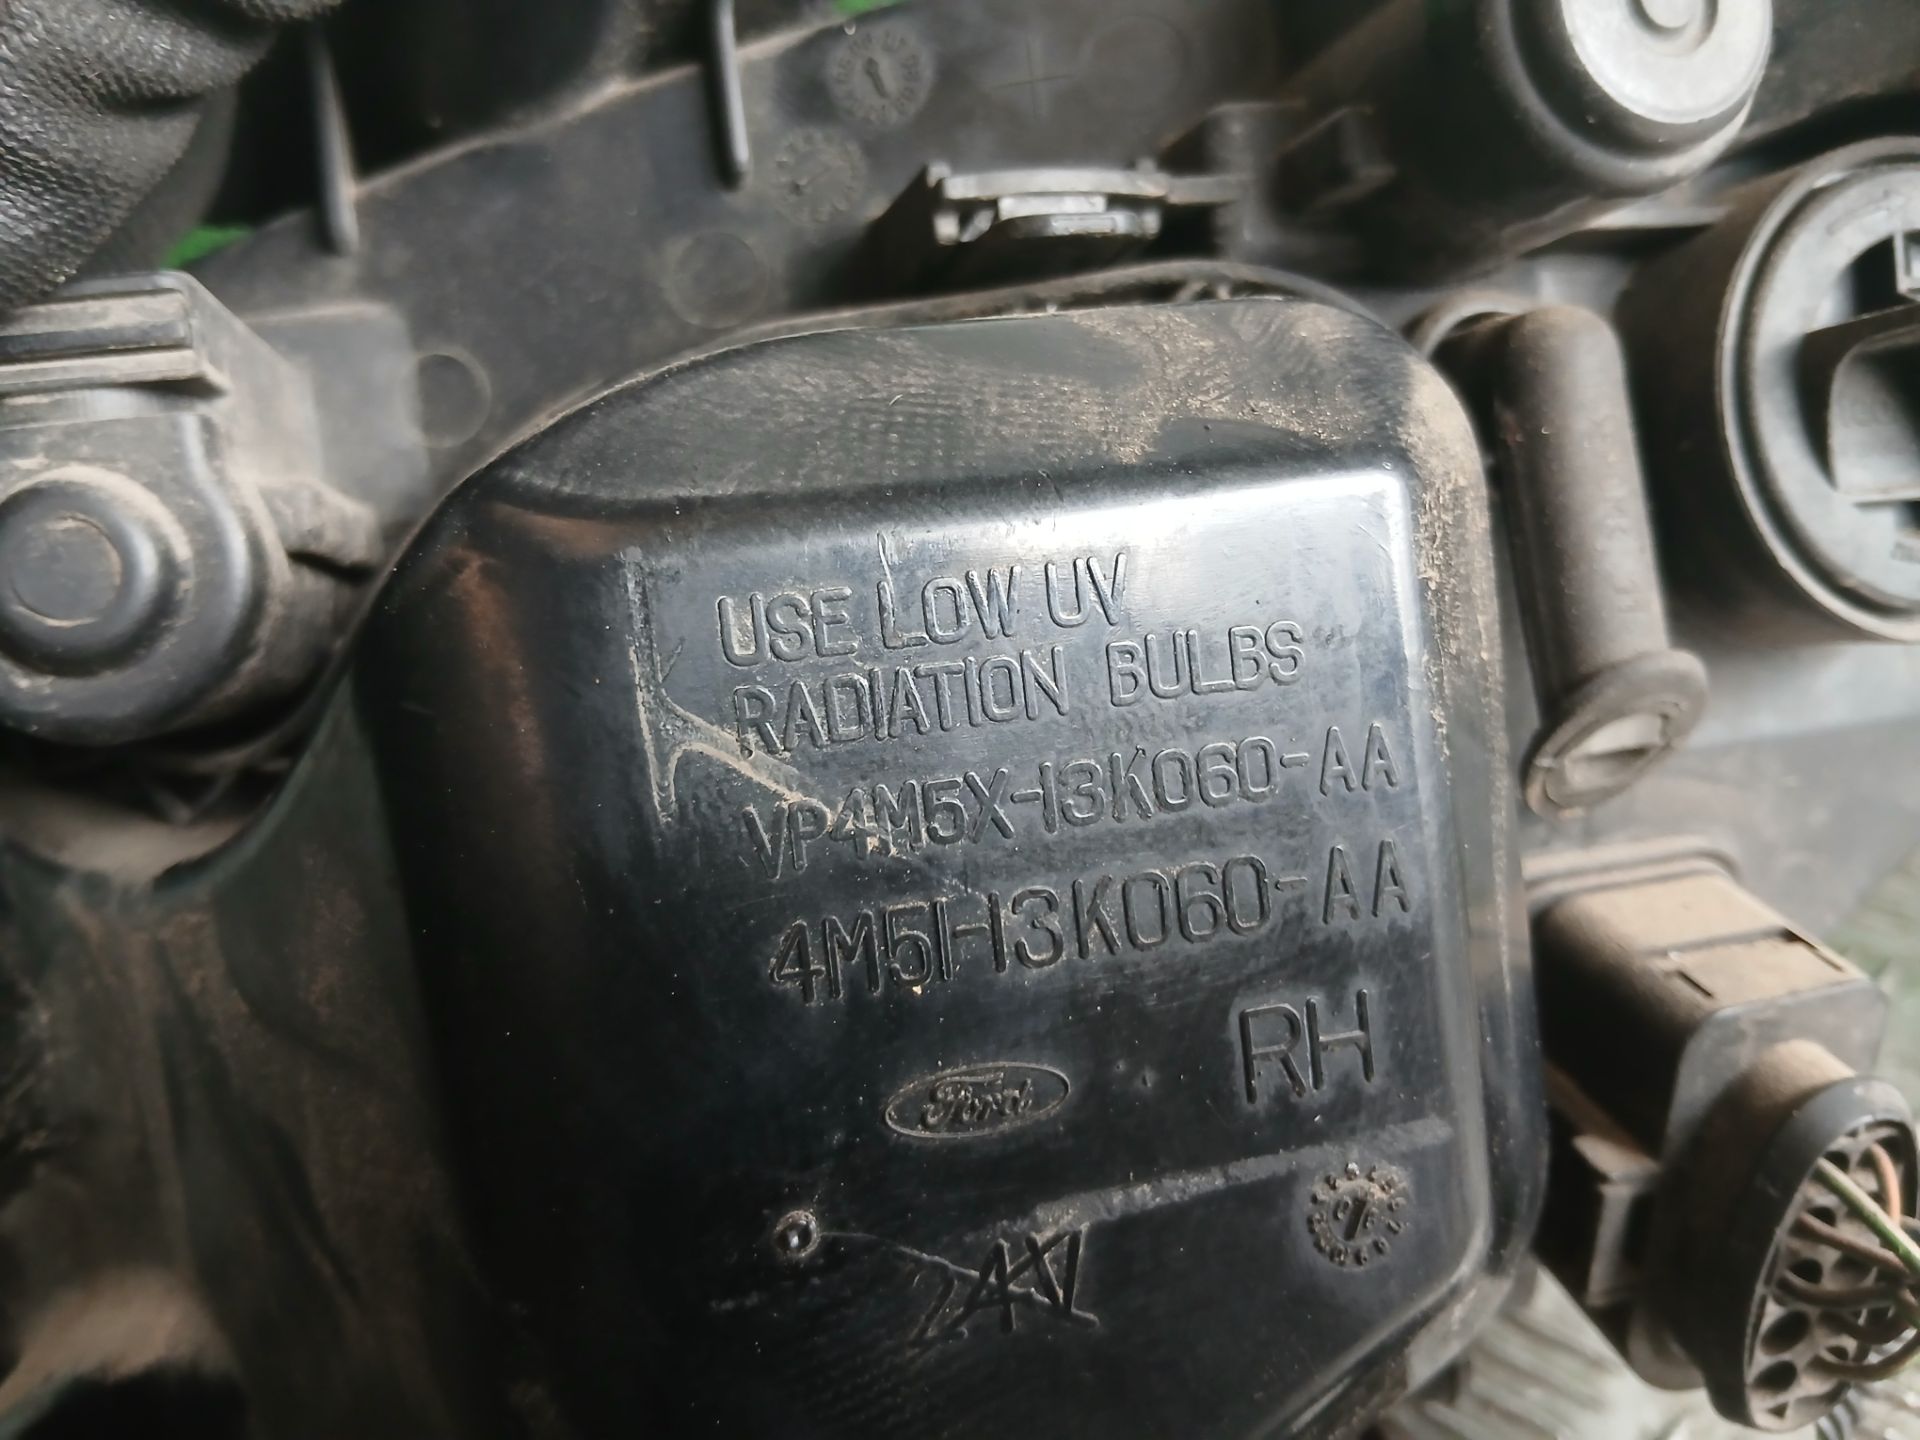 USE LOW UV
RADIATION BULBS
VP4M5X-13K060-AA
4M51-13K060-AA
RH
Ford